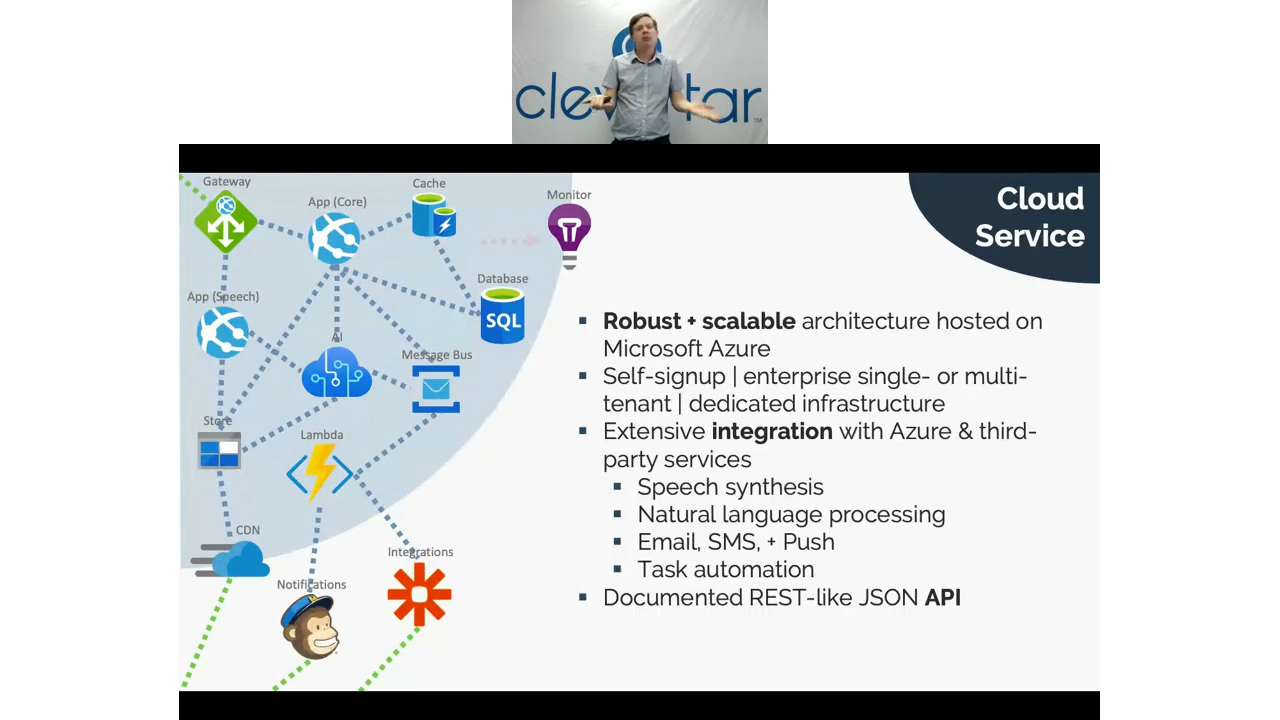 clev tar
TM
Cloud
Service
Gateway
App (Core)
Cache
Monitor
App (Speech)
Database
SQL
AI
Message Bus
Store
Lambda
CDN
Integrations
Notifications
▪ Robust + scalable architecture hosted on
Microsoft Azure
▪ Self-signup | enterprise single- or multi-
tenant | dedicated infrastructure
▪ Extensive integration with Azure & third-
party services
▪ Speech synthesis
▪ Natural language processing
▪ Email, SMS, + Push
▪ Task automation
▪ Documented REST-like JSON API